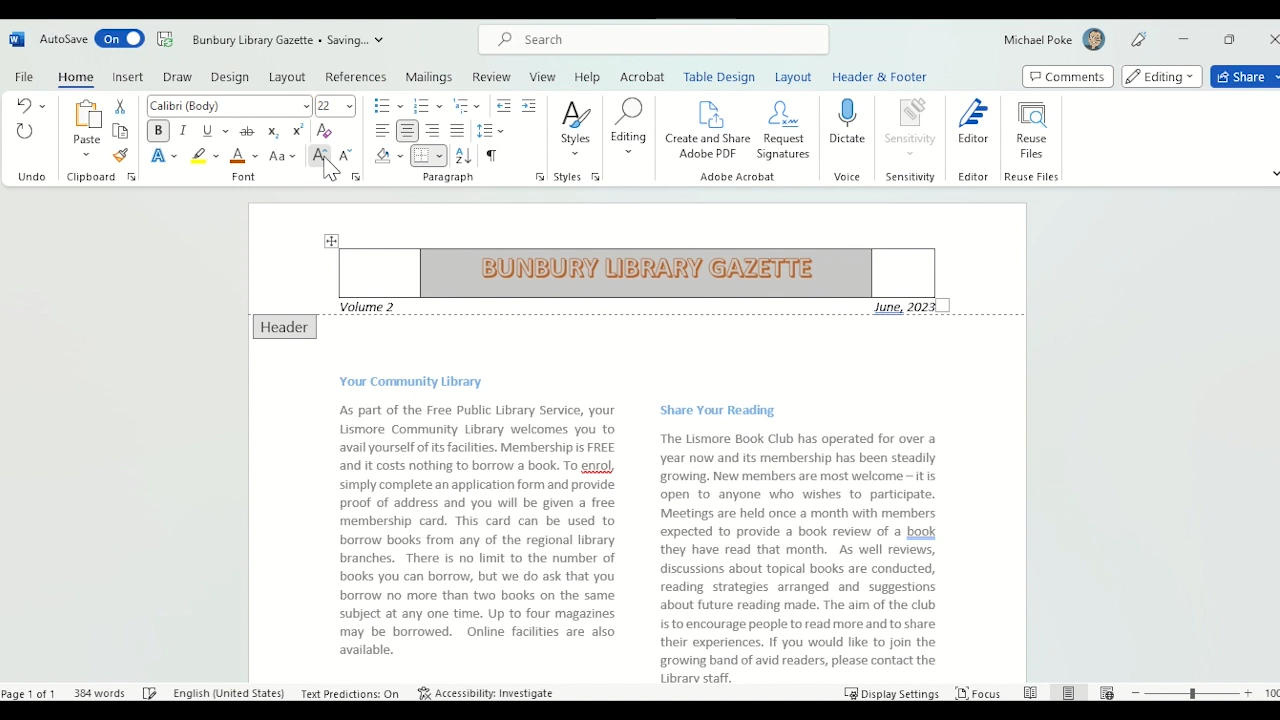 AutoSave On Bunbury Library Gazette • Saving... Search Michael Poke
File Home Insert Draw Design Layout References Mailings Review View Help Acrobat Table Design Layout Header & Footer Comments Editing Share
Calibri (Body) 22
Paste Styles Editing Create and Share Adobe PDF Request Signatures Dictate Sensitivity Editor Reuse Files
Undo Clipboard Font Paragraph Styles Adobe Acrobat Voice Sensitivity Editor Reuse Files
BUNBURY LIBRARY GAZETTE
Volume 2 June, 2023
Header
Your Community Library
As part of the Free Public Library Service, your
Lismore Community Library welcomes you to
avail yourself of its facilities. Membership is FREE
and it costs nothing to borrow a book. To enrol,
simply complete an application form and provide
proof of address and you will be given a free
membership card. This card can be used to
borrow books from any of the regional library
branches. There is no limit to the number of
books you can borrow, but we do ask that you
borrow no more than two books on the same
subject at any one time. Up to four magazines
may be borrowed. Online facilities are also
available.
Share Your Reading
The Lismore Book Club has operated for over a
year now and its membership has been steadily
growing. New members are most welcome – it is
open to anyone who wishes to participate.
Meetings are held once a month with members
expected to provide a book review of a book
they have read that month. As well reviews,
discussions about topical books are conducted,
reading strategies arranged and suggestions
about future reading made. The aim of the club
is to encourage people to read more and to share
their experiences. If you would like to join the
growing band of avid readers, please contact the
Library staff.
Page 1 of 1 384 words English (United States) Text Predictions: On Accessibility: Investigate Display Settings Focus 100